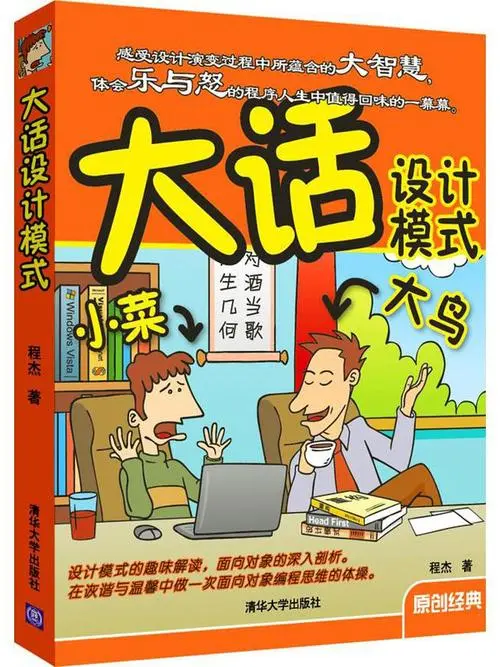 大话设计模式
程杰 著
清华大学出版社
感受设计演变过程中所蕴含的大智慧,
体会乐与怒的程序人生中值得回味的一幕幕。
大话
设计
模式
小菜
大鸟
对酒当歌
生几何
Windows Vista
Head First
设计模式的趣味解读，面向对象的深入剖析。
在诙谐与温馨中做一次面向对象编程思维的体操。
程杰 著
清华大学出版社
原创经典